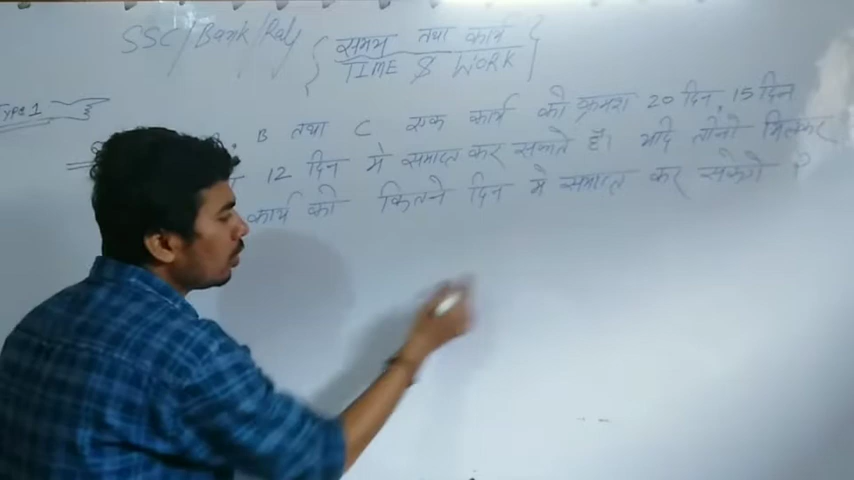 SSC/Bank/Raly
समय तथा कार्य
TIME & WORK
Type 1
B तथा C एक कार्य को क्रमशः 20 दिन, 15 दिन
12 दिन मे समाप्त कर सकते हैं। यदि तीनो मिलकर
कार्य को कितने दिन मे समाप्त कर सकेगे ?